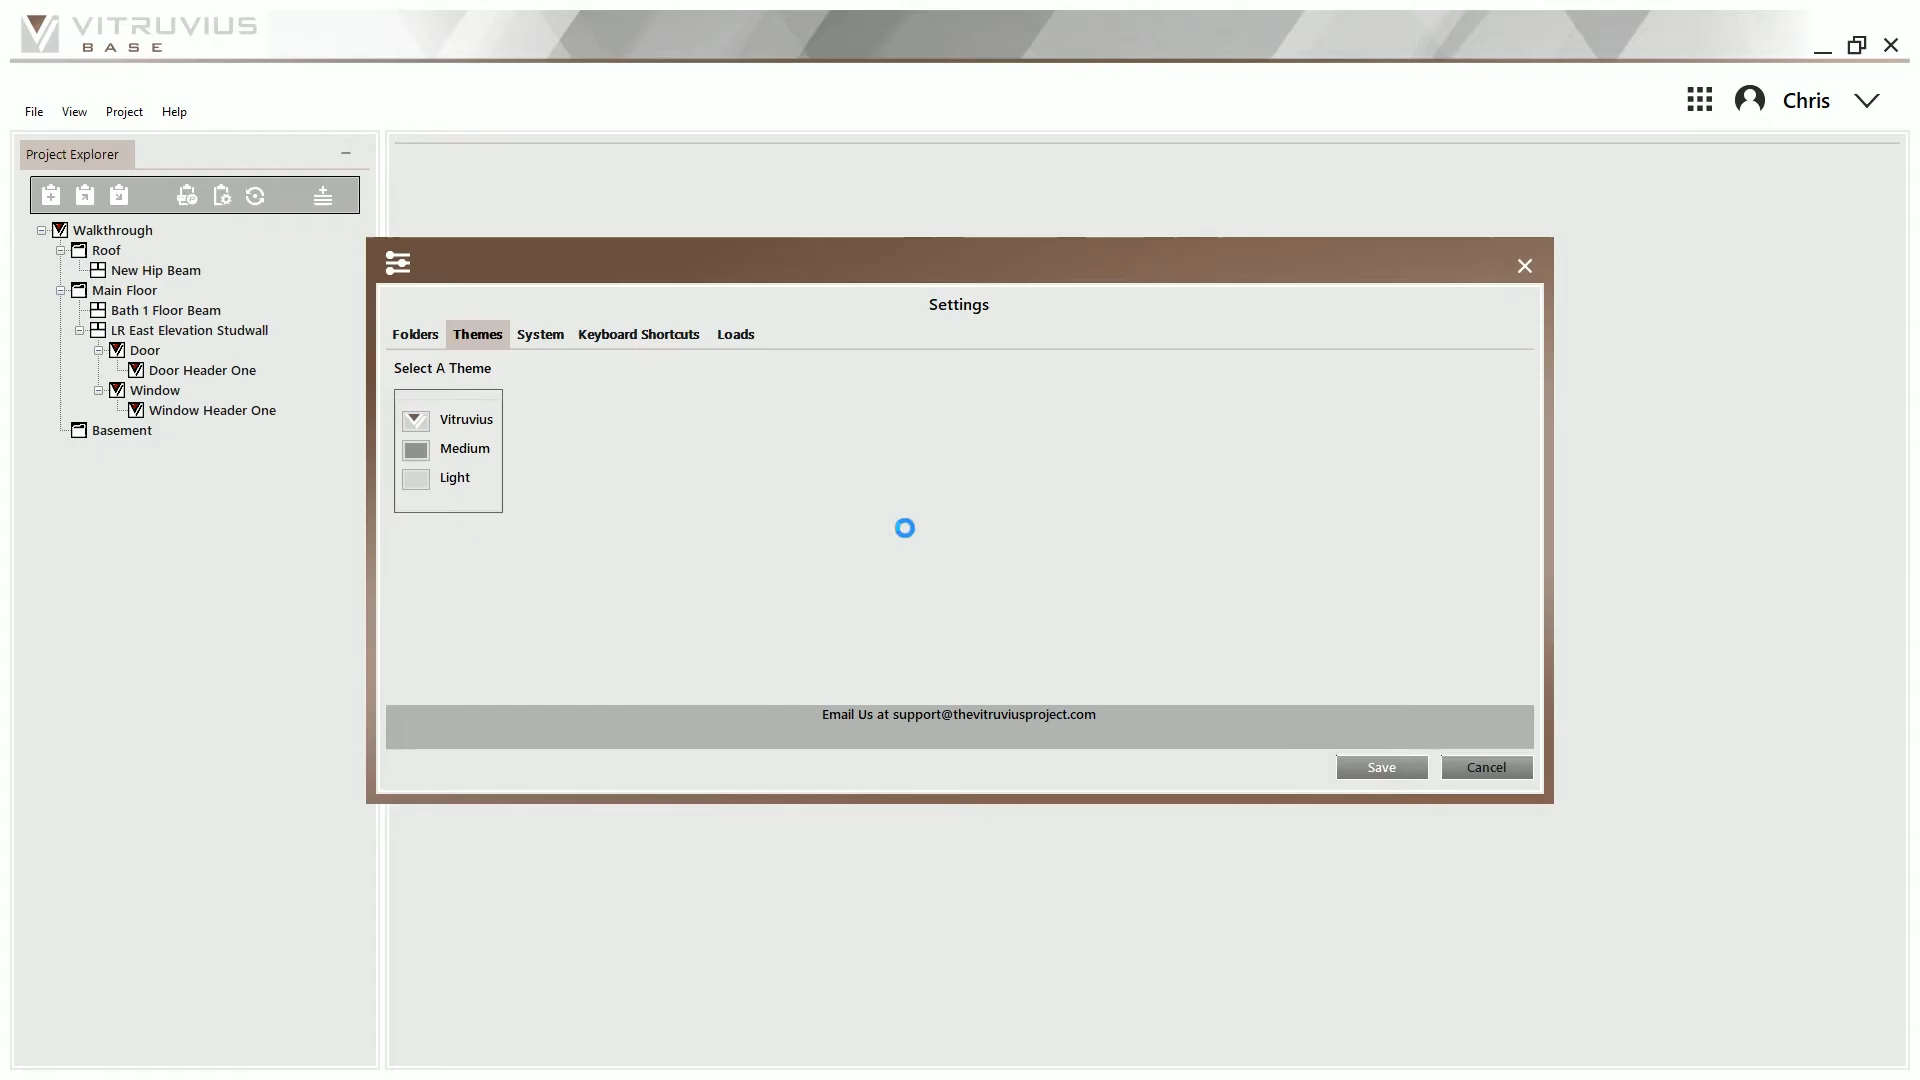 VITRUVIUS
BASE
Chris
File View Project Help
Project Explorer
Walkthrough
Roof
New Hip Beam
Main Floor
Bath 1 Floor Beam
LR East Elevation Studwall
Door
Door Header One
Window
Window Header One
Basement
Settings
Folders Themes System Keyboard Shortcuts Loads
Select A Theme
Vitruvius
Medium
Light
Email Us at support@thevitruviusproject.com
Save Cancel